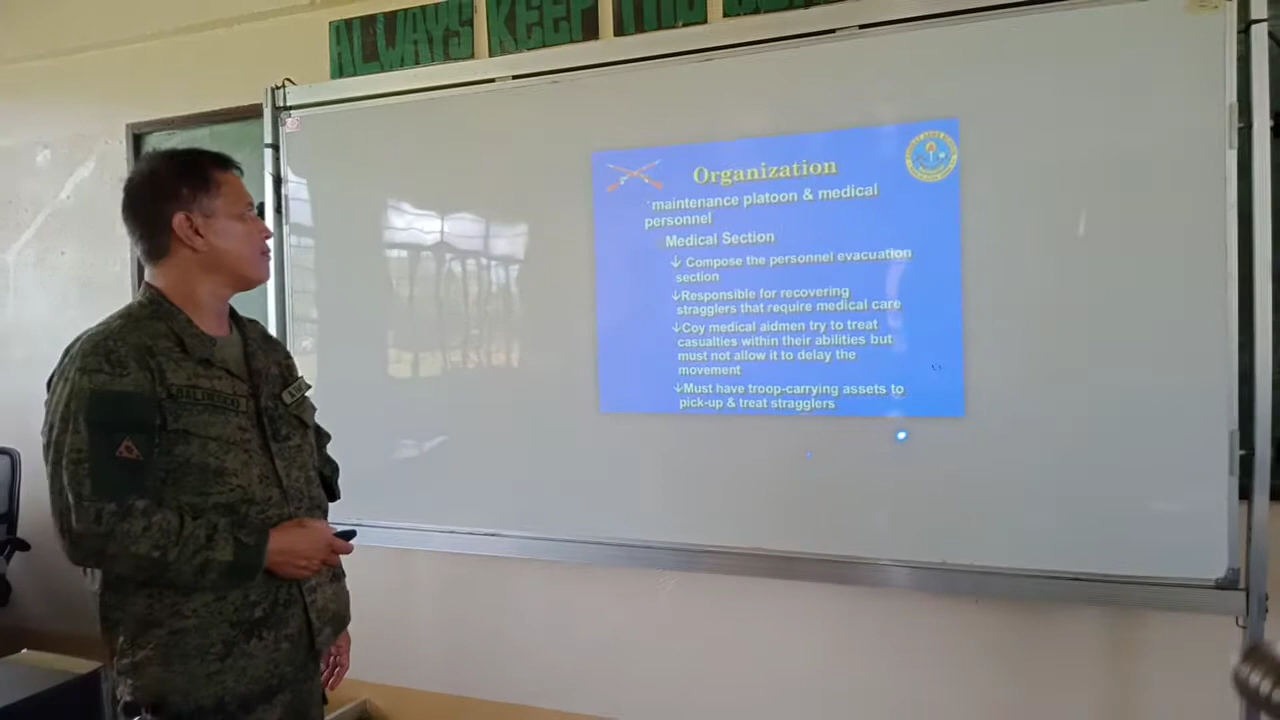 ALWAYS KEEP THIS
Organization
maintenance platoon & medical
personnel
Medical Section
Compose the personnel evacuation
section
Responsible for recovering
stragglers that require medical care
Coy medical aidmen try to treat
casualties within their abilities but
must not allow it to delay the
movement
Must have troop-carrying assets to
pick-up & treat stragglers